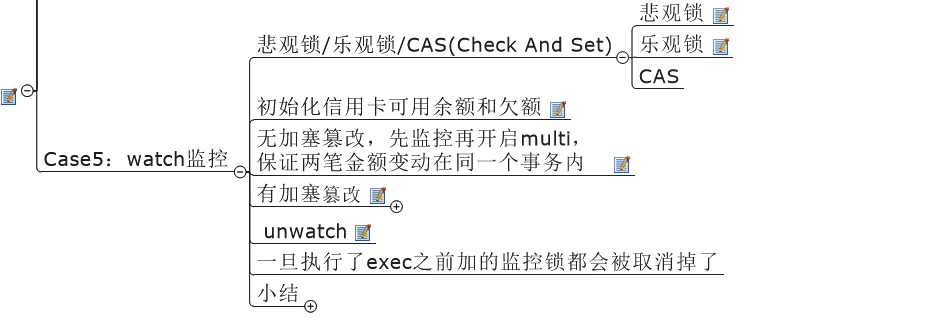 悲观锁
悲观锁/乐观锁/CAS(Check And Set)
乐观锁
CAS
初始化信用卡可用余额和欠额
无加塞篡改，先监控再开启multi，
保证两笔金额变动在同一个事务内
Case5：watch监控
有加塞篡改
unwatch
一旦执行了exec之前加的监控锁都会被取消掉了
小结